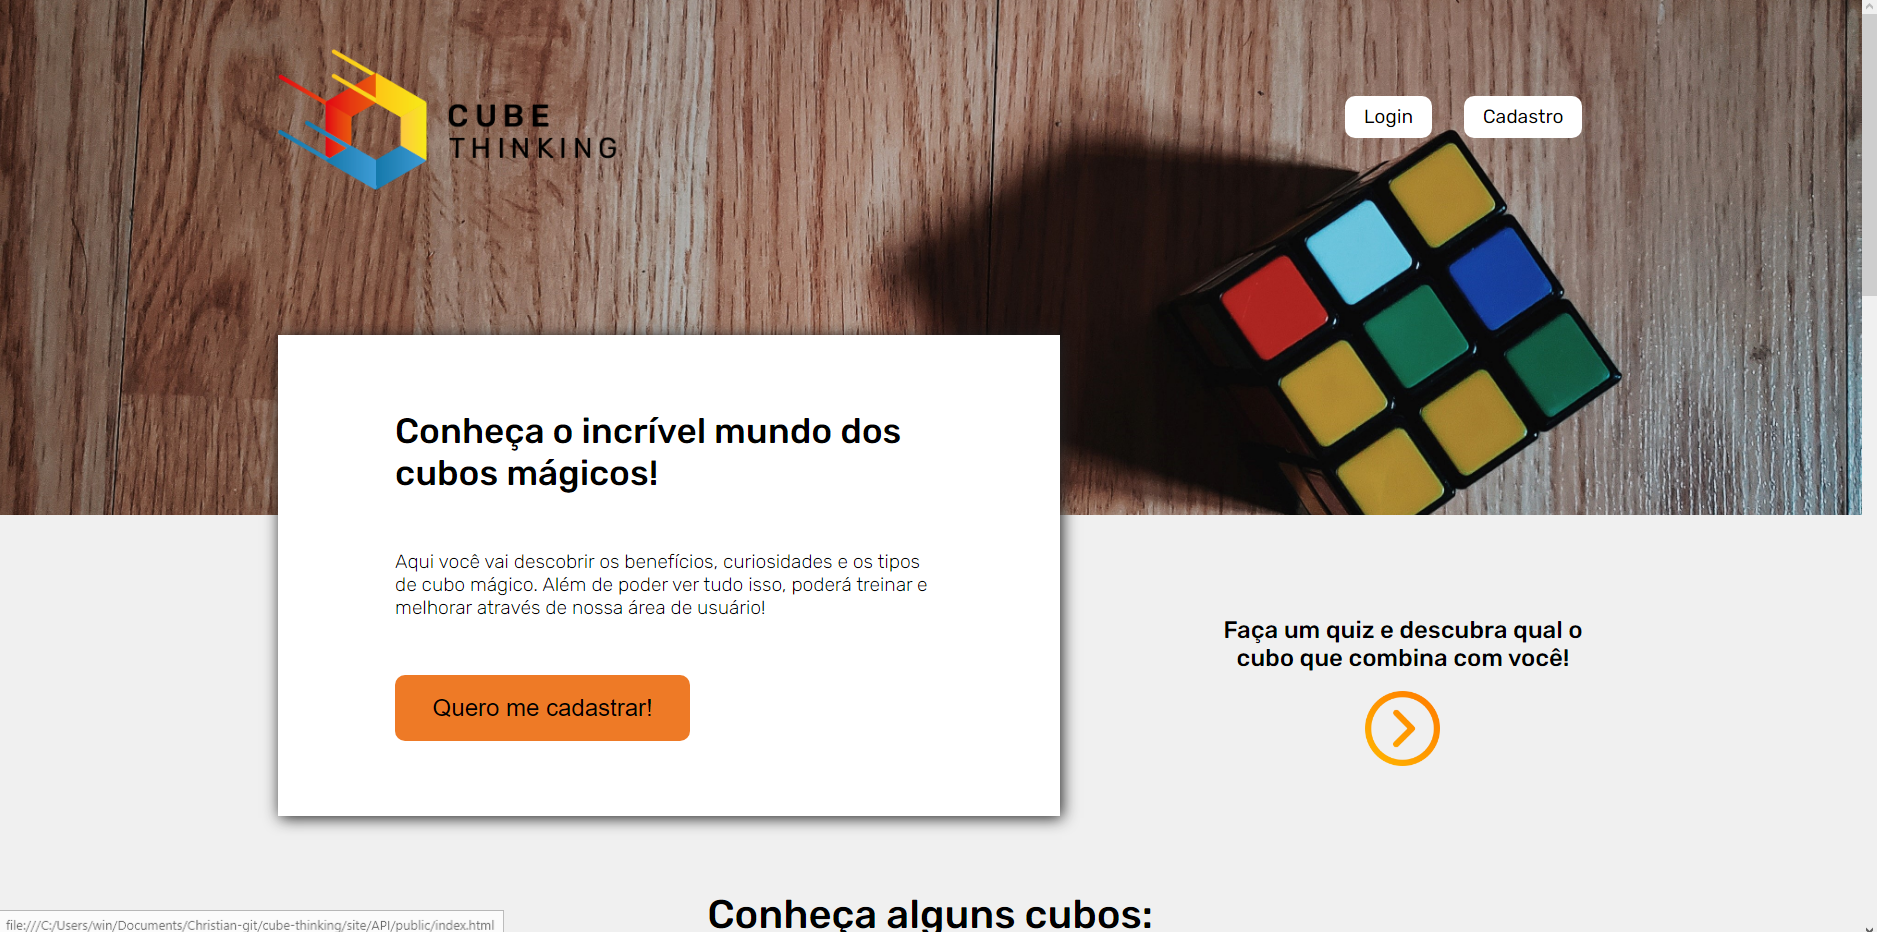 CUBE
THINKING
Login
Cadastro
Conheça o incrível mundo dos
cubos mágicos!
Aqui você vai descobrir os benefícios, curiosidades e os tipos
de cubo mágico. Além de poder ver tudo isso, poderá treinar e
melhorar através de nossa área de usuário!
Quero me cadastrar!
Faça um quiz e descubra qual o
cubo que combina com você!
Conheça alguns cubos:
file:///C:/Users/win/Documents/Christian-git/cube-thinking/site/API/public/index.html